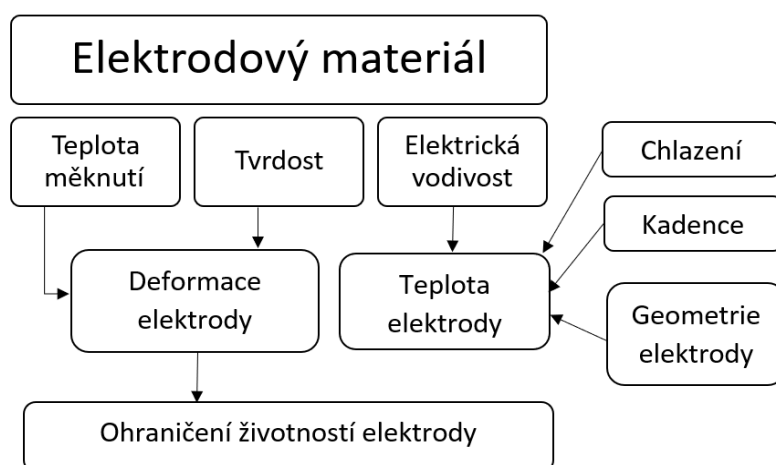 Elektrodový materiál
Teplota
měknutí
Tvrdost
Elektrická
vodivost
Chlazení
Kadence
Deformace
elektrody
Teplota
elektrody
Geometrie
elektrody
Ohraničení životností elektrody